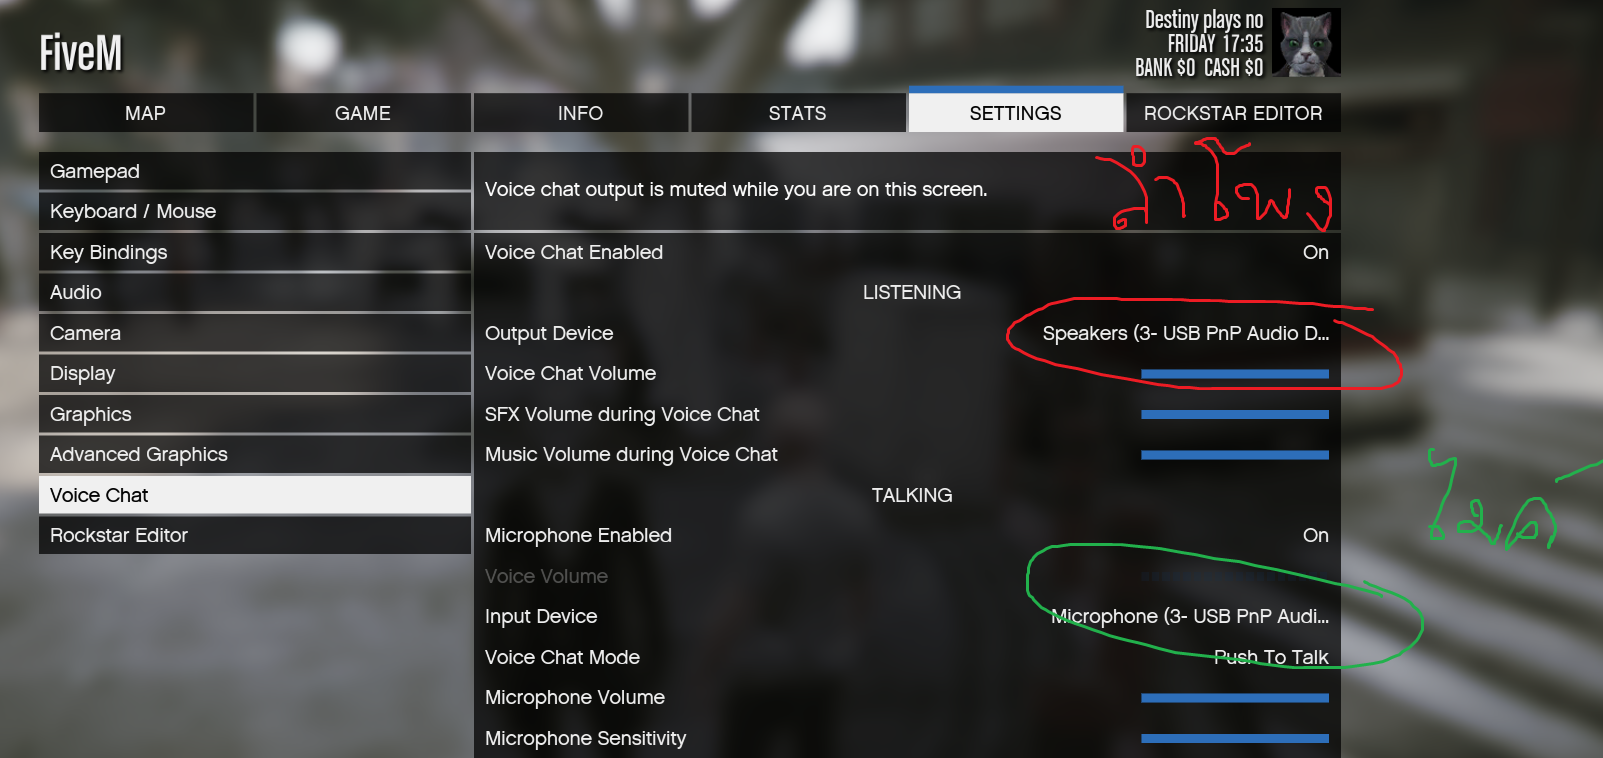 FiveM
Destiny plays no
FRIDAY 17:35
BANK $0 CASH $0
MAP
GAME
INFO
STATS
SETTINGS
ROCKSTAR EDITOR
Gamepad
Keyboard / Mouse
Key Bindings
Audio
Camera
Display
Graphics
Advanced Graphics
Voice Chat
Rockstar Editor
Voice chat output is muted while you are on this screen.
ลำโพง
Voice Chat Enabled On
LISTENING
Output Device Speakers (3- USB PnP Audio D...
Voice Chat Volume
SFX Volume during Voice Chat
Music Volume during Voice Chat
TALKING
ไมค์
Microphone Enabled On
Voice Volume
Input Device Microphone (3- USB PnP Audi...
Voice Chat Mode Push To Talk
Microphone Volume
Microphone Sensitivity